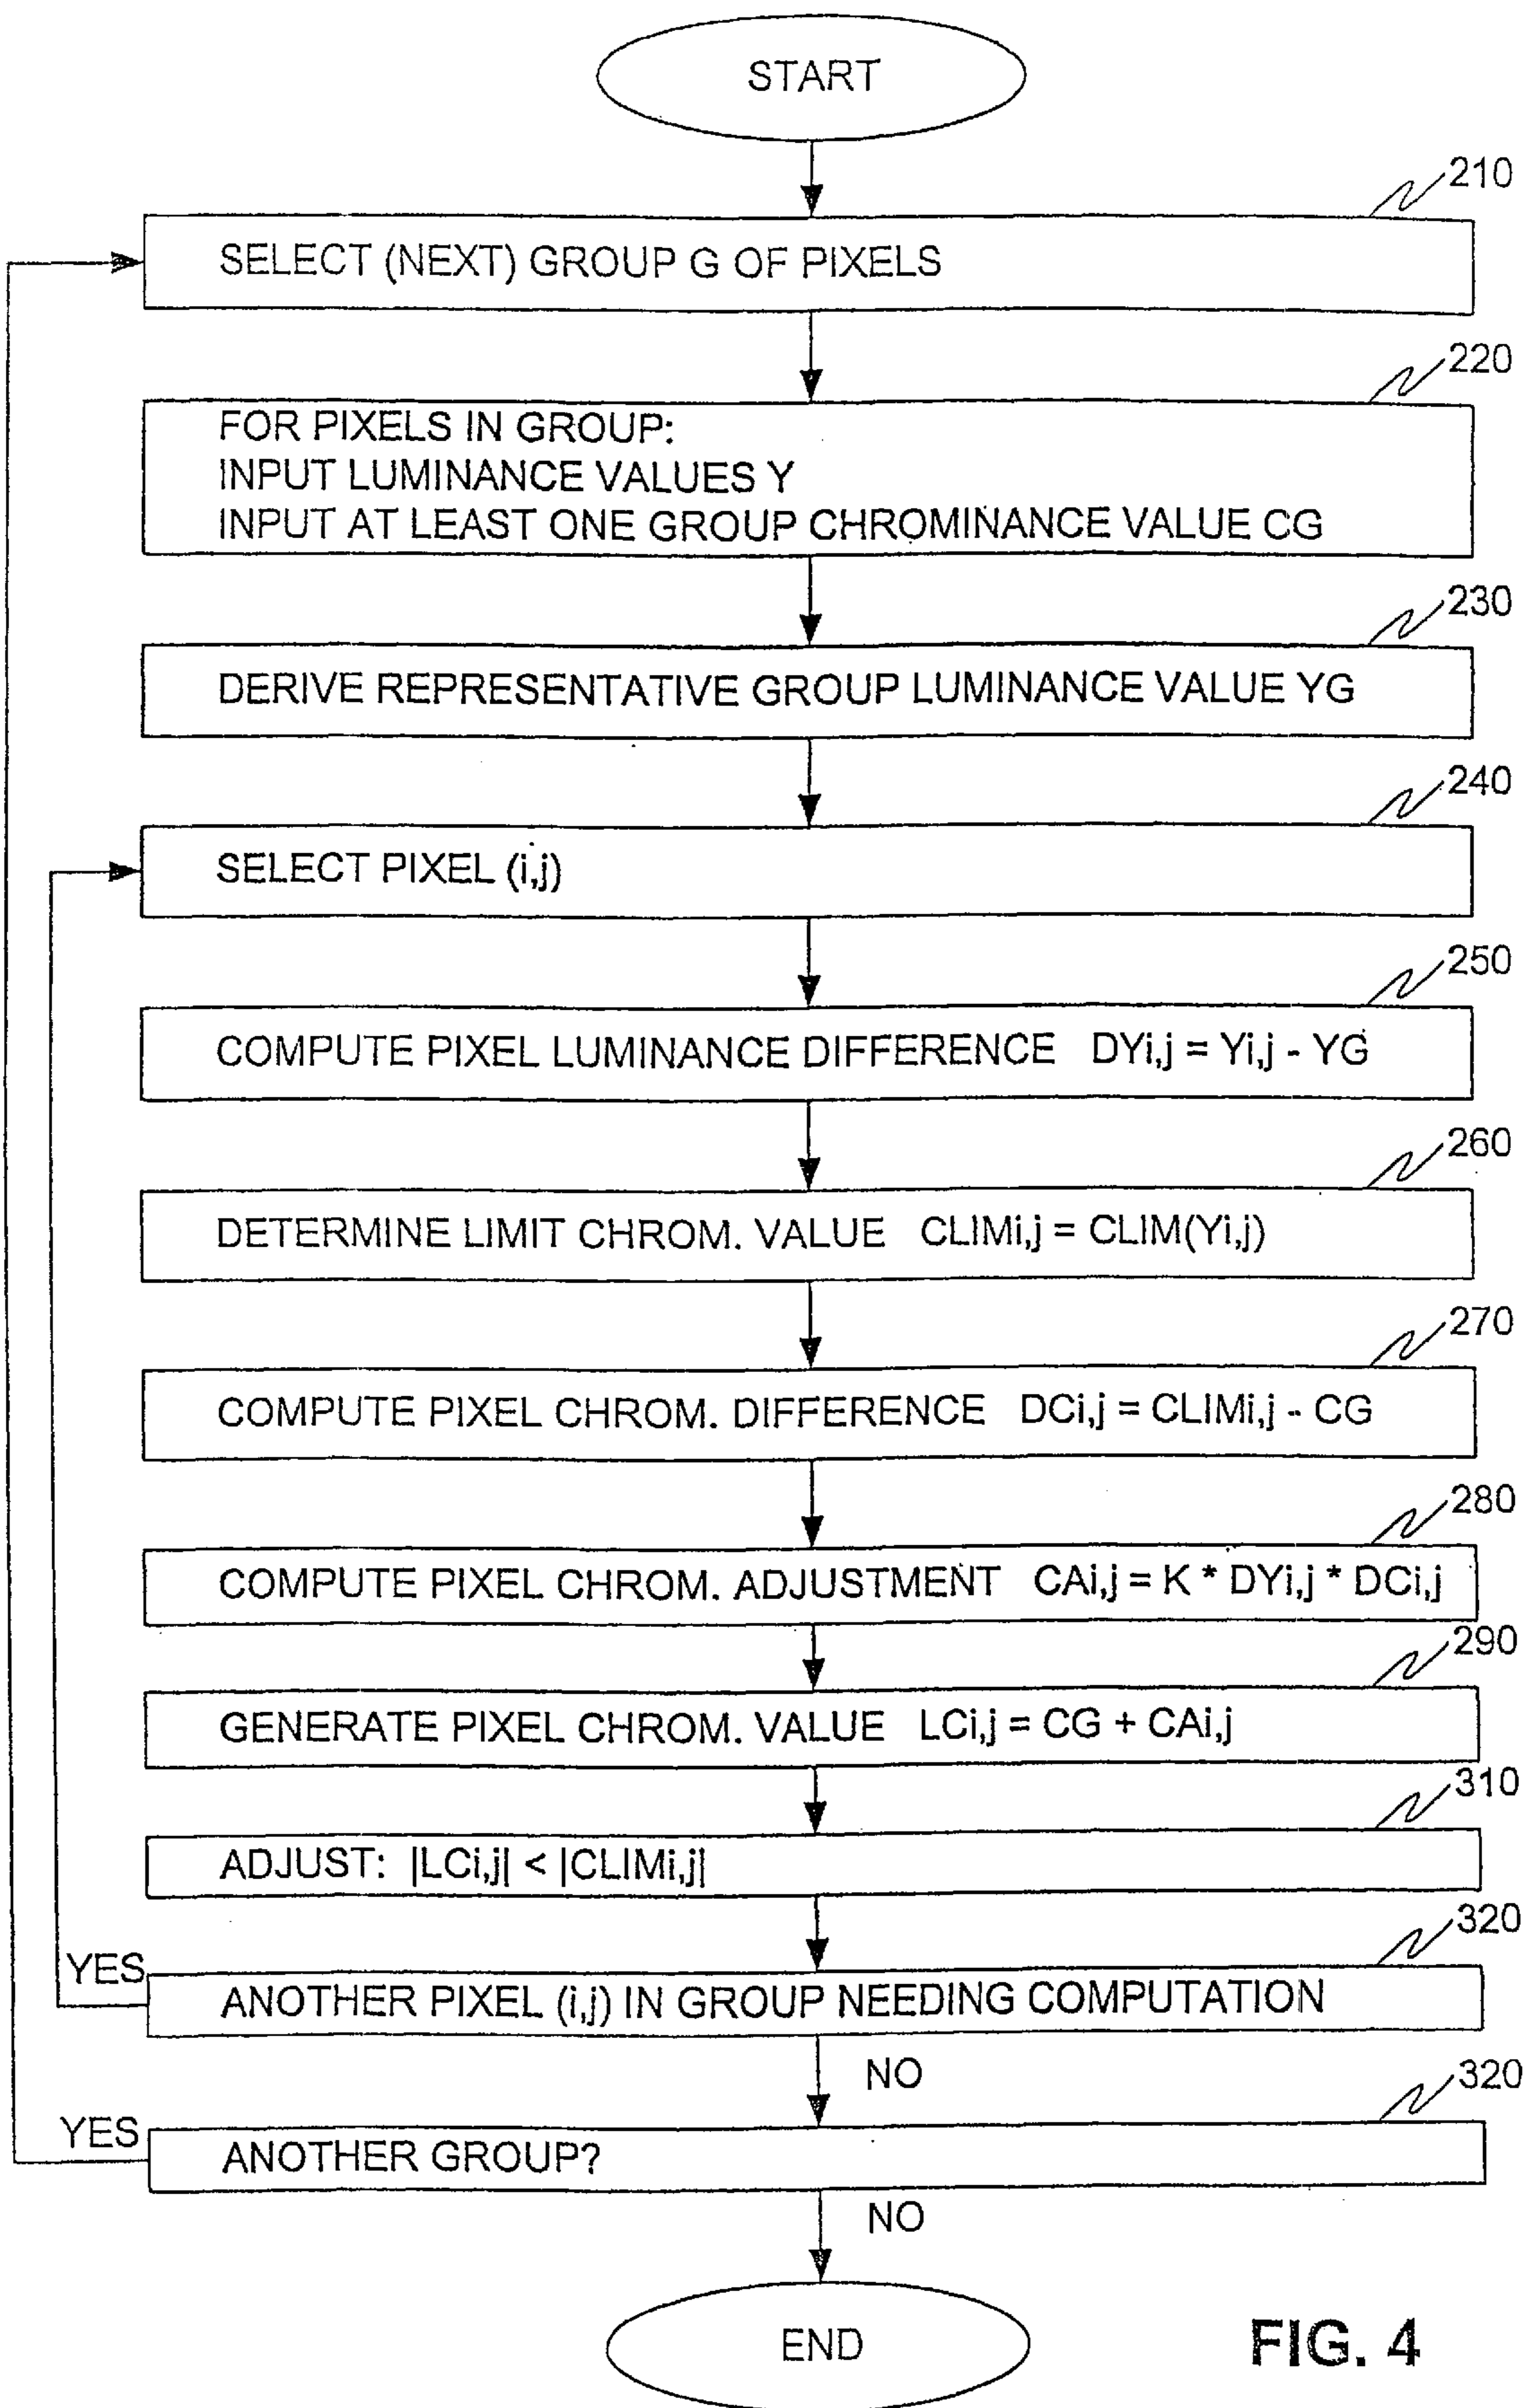 START
210
SELECT (NEXT) GROUP G OF PIXELS
220
FOR PIXELS IN GROUP:
INPUT LUMINANCE VALUES Y
INPUT AT LEAST ONE GROUP CHROMINANCE VALUE CG
230
DERIVE REPRESENTATIVE GROUP LUMINANCE VALUE YG
240
SELECT PIXEL (i,j)
250
COMPUTE PIXEL LUMINANCE DIFFERENCE DYi,j = Yi,j - YG
260
DETERMINE LIMIT CHROM. VALUE CLIMi,j = CLIM(Yi,j)
270
COMPUTE PIXEL CHROM. DIFFERENCE DCi,j = CLIMi,j - CG
280
COMPUTE PIXEL CHROM. ADJUSTMENT CAi,j = K * DYi,j * DCi,j
290
GENERATE PIXEL CHROM. VALUE LCi,j = CG + CAi,j
310
ADJUST: |LCi,j| < |CLIMi,j|
320
YES
ANOTHER PIXEL (i,j) IN GROUP NEEDING COMPUTATION
NO
320
YES
ANOTHER GROUP?
NO
END
FIG. 4